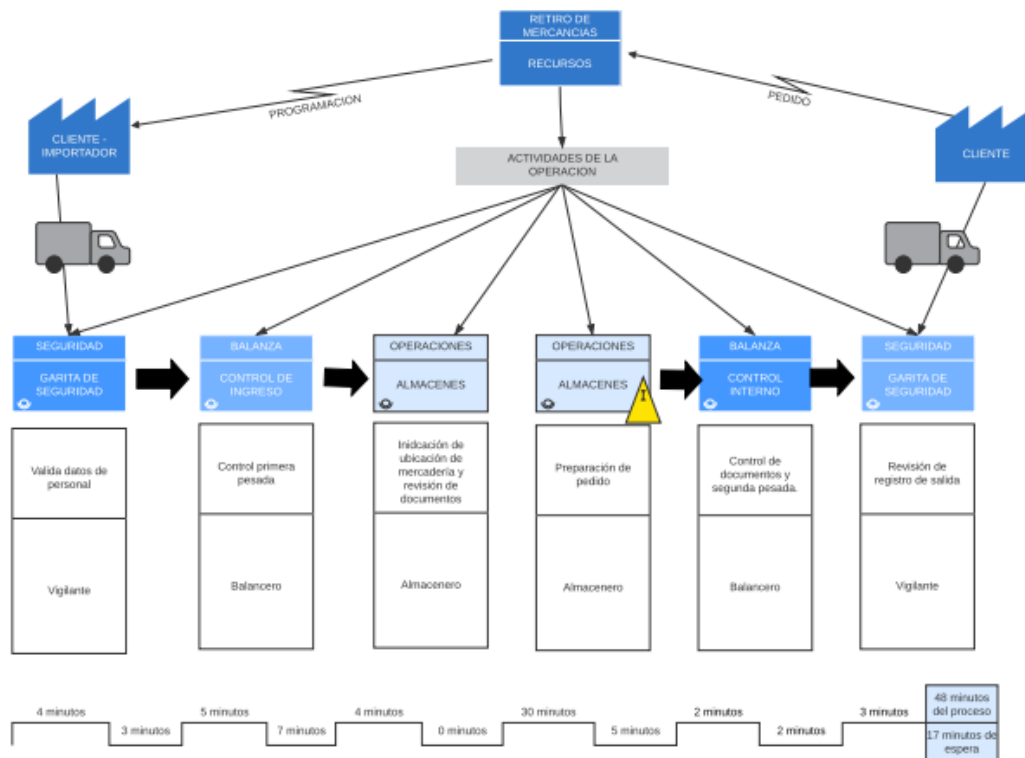 RETIRO DE
MERCANCIAS
RECURSOS
PROGRAMACION
PEDIDO
CLIENTE -
IMPORTADOR
CLIENTE
ACTIVIDADES DE LA
OPERACION
SEGURIDAD
GARITA DE
SEGURIDAD
BALANZA
CONTROL DE
INGRESO
OPERACIONES
ALMACENES
OPERACIONES
ALMACENES
I
BALANZA
CONTROL
INTERNO
SEGURIDAD
GARITA DE
SEGURIDAD
Valida datos de
personal
Control primera
pesada
Inidcación de
ubicación de
mercadería y
revisión de
documentos
Preparación de
pedido
Control de
documentos y
segunda pesada.
Revisión de
registro de salida
Vigilante
Balancero
Almacenero
Almacenero
Balancero
Vigilante
4 minutos
3 minutos
5 minutos
7 minutos
4 minutos
0 minutos
30 minutos
5 minutos
2 minutos
2 minutos
3 minutos
48 minutos
del proceso
17 minutos de
espera